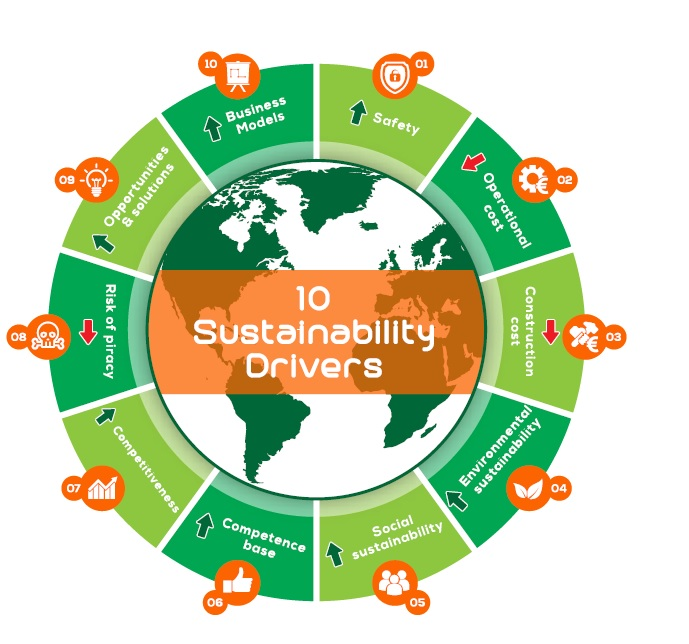 10
Sustainability
Drivers
01
Safety
02
Operational
cost
03
Construction
cost
04
Environmental
sustainability
05
Social
sustainability
06
Competence
base
07
Competitiveness
08
Risk of piracy
09
Opportunities
& solutions
10
Business
Models